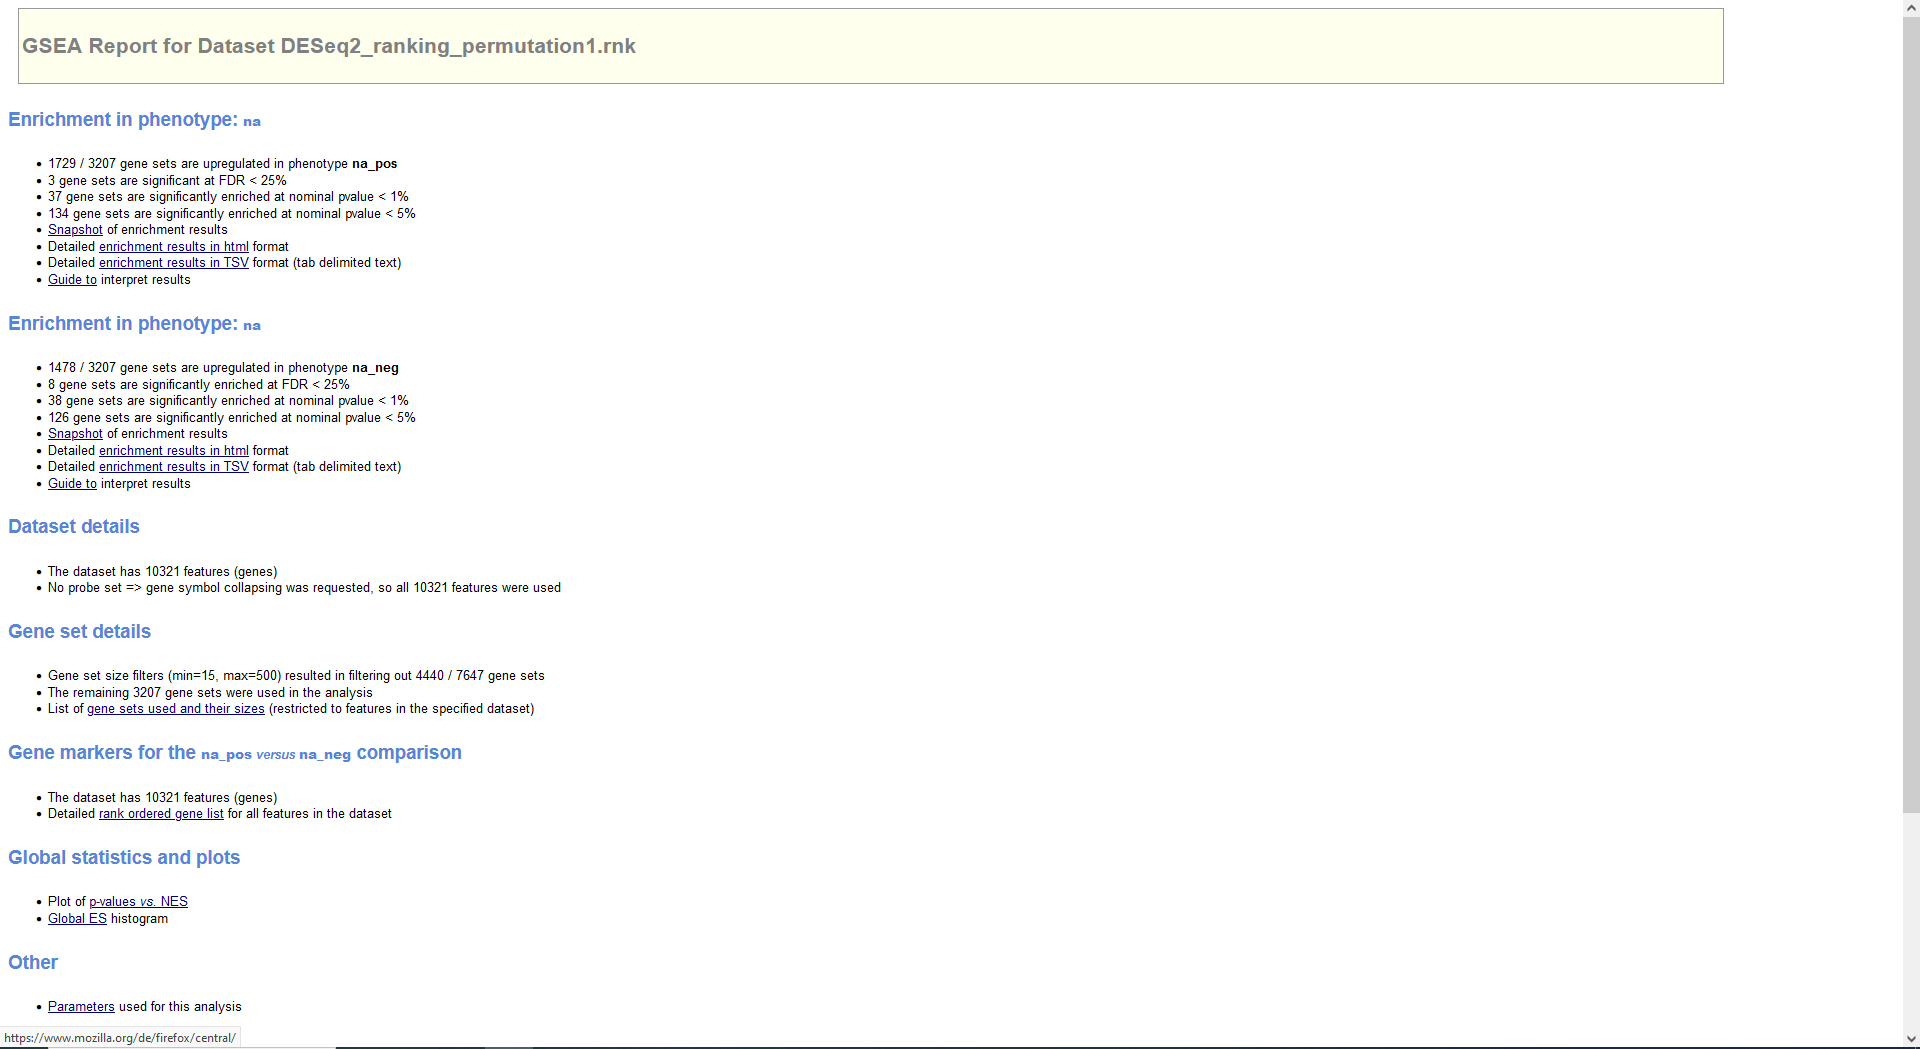 GSEA Report for Dataset DESeq2_ranking_permutation1.rnk
Enrichment in phenotype: na
• 1729 / 3207 gene sets are upregulated in phenotype na_pos
• 3 gene sets are significant at FDR < 25%
• 37 gene sets are significantly enriched at nominal pvalue < 1%
• 134 gene sets are significantly enriched at nominal pvalue < 5%
• Snapshot of enrichment results
• Detailed enrichment results in html format
• Detailed enrichment results in TSV format (tab delimited text)
• Guide to interpret results
Enrichment in phenotype: na
• 1478 / 3207 gene sets are upregulated in phenotype na_neg
• 8 gene sets are significantly enriched at FDR < 25%
• 38 gene sets are significantly enriched at nominal pvalue < 1%
• 126 gene sets are significantly enriched at nominal pvalue < 5%
• Snapshot of enrichment results
• Detailed enrichment results in html format
• Detailed enrichment results in TSV format (tab delimited text)
• Guide to interpret results
Dataset details
• The dataset has 10321 features (genes)
• No probe set => gene symbol collapsing was requested, so all 10321 features were used
Gene set details
• Gene set size filters (min=15, max=500) resulted in filtering out 4440 / 7647 gene sets
• The remaining 3207 gene sets were used in the analysis
• List of gene sets used and their sizes (restricted to features in the specified dataset)
Gene markers for the na_pos versus na_neg comparison
• The dataset has 10321 features (genes)
• Detailed rank ordered gene list for all features in the dataset
Global statistics and plots
• Plot of p-values vs. NES
• Global ES histogram
Other
• Parameters used for this analysis
https://www.mozilla.org/de/firefox/central/